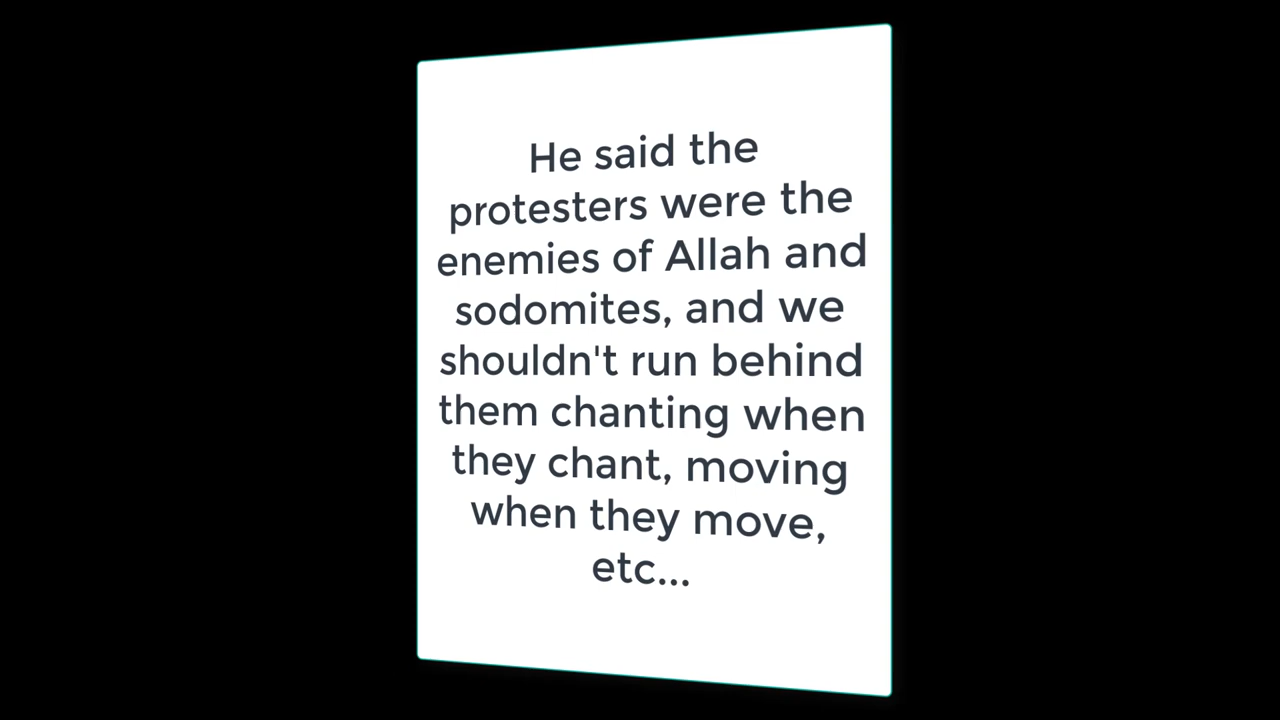 He said the
protesters were the
enemies of Allah and
sodomites, and we
shouldn't run behind
them chanting when
they chant, moving
when they move,
etc...